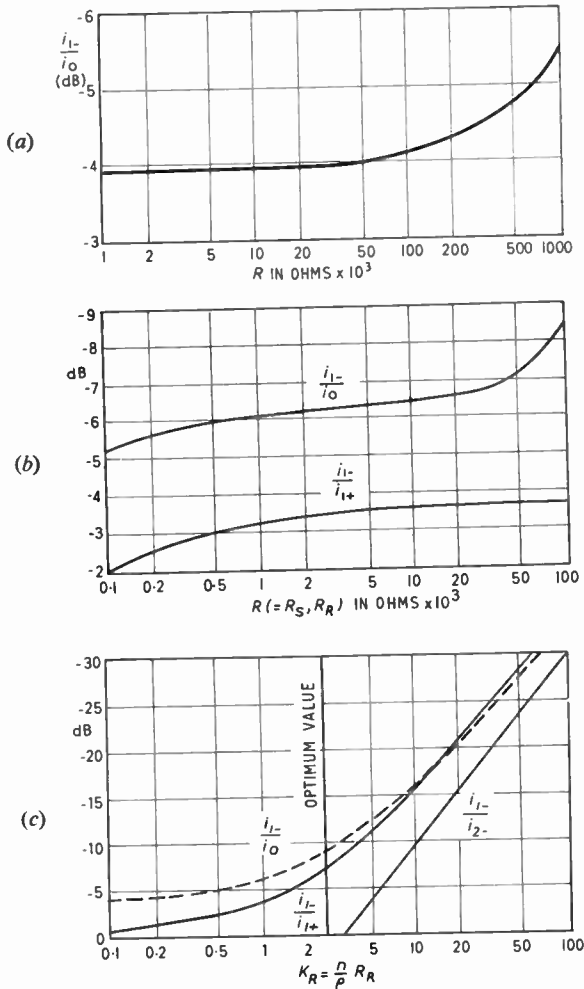 (a)
i1-
i0
(dB)
-6
-5
-4
-3
1 2 5 10 20 50 100 200 500 1000
R IN OHMS x 10³
(b)
-9
-8
dB
-7
-6
-5
-4
-3
-2
i1-
i0
i1-
i1+
0·1 0·2 0·5 1 2 5 10 20 50 100
R (= RS, RR) IN OHMS x 10³
(c)
-30
dB
-25
-20
-15
-10
-5
0
OPTIMUM VALUE
i1-
i0
i1-
i1+
i1-
i2-
0·1 0·2 0·5 1 2 5 10 20 50 100
KR = n/ρ RR